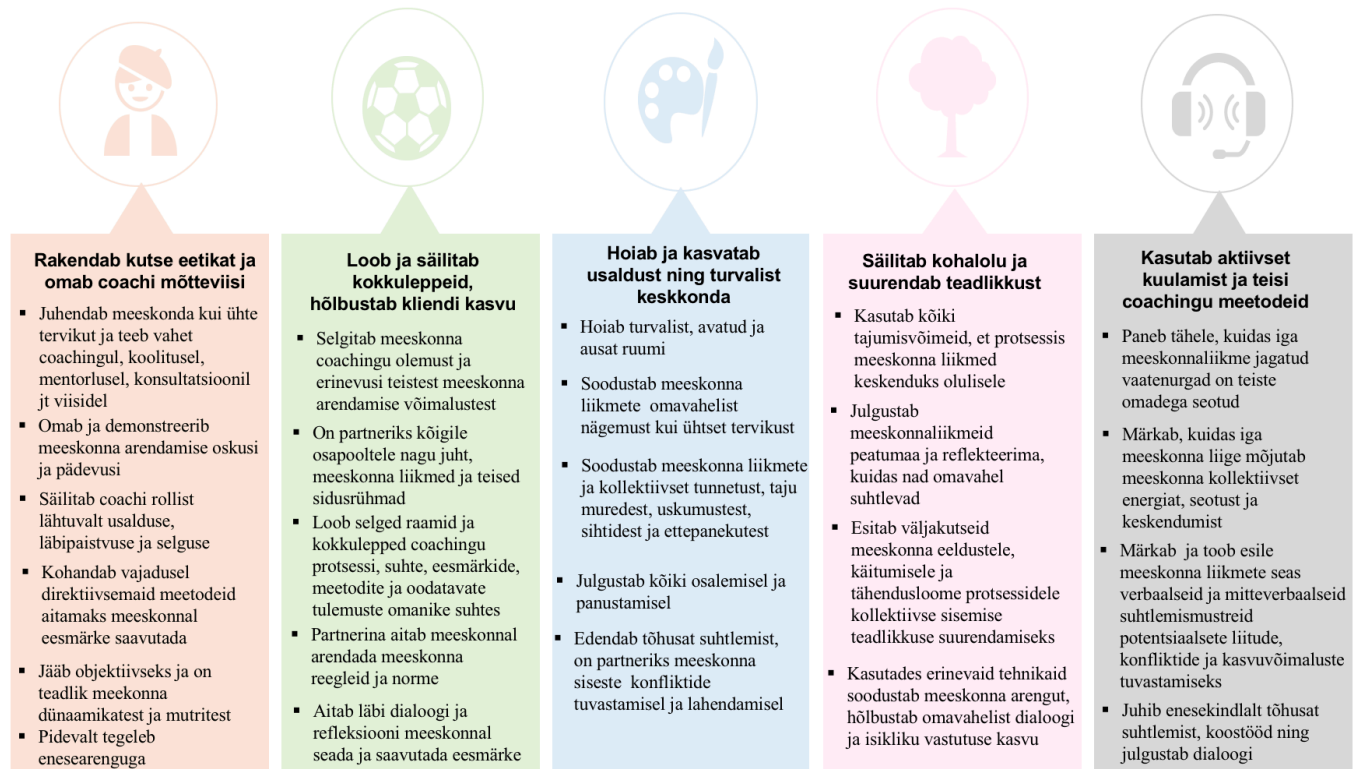 Rakendab kutse eetikat ja
omab coachi mõtteviisi
▪ Juhendab meeskonda kui ühte
tervikut ja teeb vahet
coachingul, koolitusel,
mentorlusel, konsultatsioonil
jt viisidel
▪ Omab ja demonstreerib
meeskonna arendamise oskusi
ja pädevusi
▪ Säilitab coachi rollist
lähtuvalt usalduse,
läbipaistvuse ja selguse
▪ Kohandab vajadusel
direktiivsemaid meetodeid
aitamaks meeskonnal
eesmärke saavutada
▪ Jääb objektiivseks ja on
teadlik meekonna
dünaamikatest ja mutritest
▪ Pidevalt tegeleb
enesearenguga
Loob ja säilitab
kokkuleppeid,
hõlbustab kliendi kasvu
▪ Selgitab meeskonna
coachingu olemust ja
erinevusi teistest meeskonna
arendamise võimalustest
▪ On partneriks kõigile
osapooltele nagu juht,
meeskonna liikmed ja teised
sidusrühmad
▪ Loob selged raamid ja
kokkulepped coachingu
protsessi, suhte, eesmärkide,
meetodite ja oodatavate
tulemuste omanike suhtes
▪ Partnerina aitab meeskonnal
arendada meeskonna
reegleid ja norme
▪ Aitab läbi dialoogi ja
refleksiooni meeskonnal
seada ja saavutada eesmärke
Hoiab ja kasvatab
usaldust ning turvalist
keskkonda
▪ Hoiab turvalist, avatud ja
ausat ruumi
▪ Soodustab meeskonna
liikmete omavahelist
nägemust kui ühtset tervikust
▪ Soodustab meeskonna liikmete
ja kollektiivset tunnetust, taju
muredest, uskumustest,
sihtidest ja ettepanekutest
▪ Julgustab kõiki osalemisel ja
panustamisel
▪ Edendab tõhusat suhtlemist,
on partneriks meeskonna
siseste konfliktide
tuvastamisel ja lahendamisel
Säilitab kohalolu ja
suurendab teadlikkust
▪ Kasutab kõiki
tajumisvõimeid, et protsessis
meeskonna liikmed
keskenduks olulisele
▪ Julgustab
meeskonnaliikmeid
peatumaa ja reflekteerima,
kuidas nad omavahel
suhtlevad
▪ Esitab väljakutseid
meeskonna eeldustele,
käitumisele ja
tähendusloome protsessidele
kollektiivse sisemise
teadlikkuse suurendamiseks
▪ Kasutades erinevaid tehnikaid
soodustab meeskonna arengut,
hõlbustab omavahelist dialoogi
ja isikliku vastutuse kasvu
Kasutab aktiivset
kuulamist ja teisi
coachingu meetodeid
▪ Paneb tähele, kuidas iga
meeskonnaliikme jagatud
vaatenurgad on teiste
omadega seotud
▪ Märkab, kuidas iga
meeskonna liige mõjutab
meeskonna kollektiivset
energiat, seotust ja
keskendumist
▪ Märkab ja toob esile
meeskonna liikmete seas
verbaalseid ja mitteverbaalseid
suhtlemismustreid
potentsiaalsete liitude,
konfliktide ja kasvuvõimaluste
tuvastamiseks
▪ Juhib enesekindlalt tõhusat
suhtlemist, koostööd ning
julgustab dialoogi